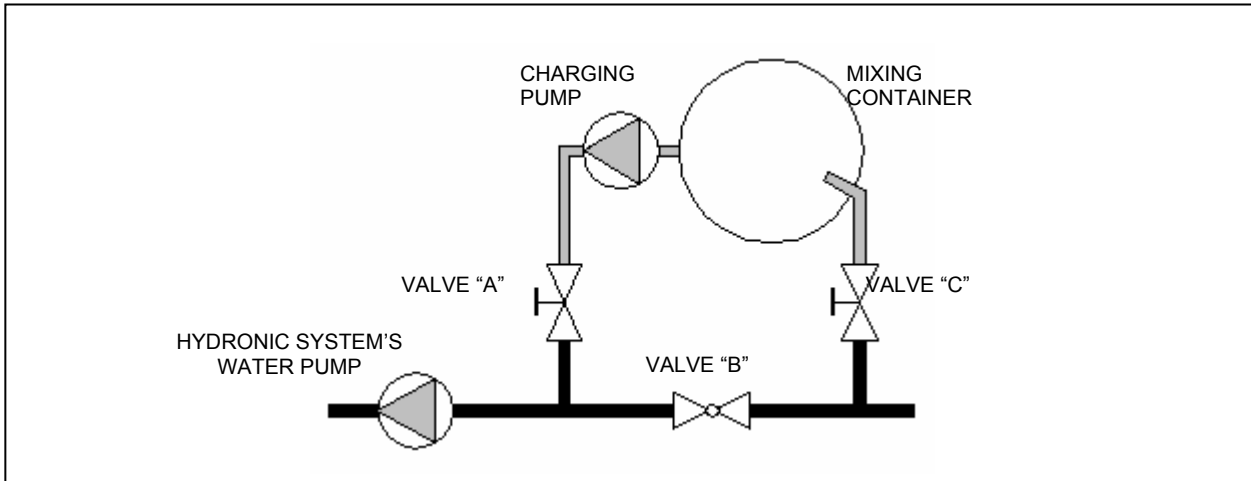 CHARGING
PUMP
MIXING
CONTAINER
VALVE “A”
VALVE “C”
HYDRONIC SYSTEM’S
WATER PUMP
VALVE “B”